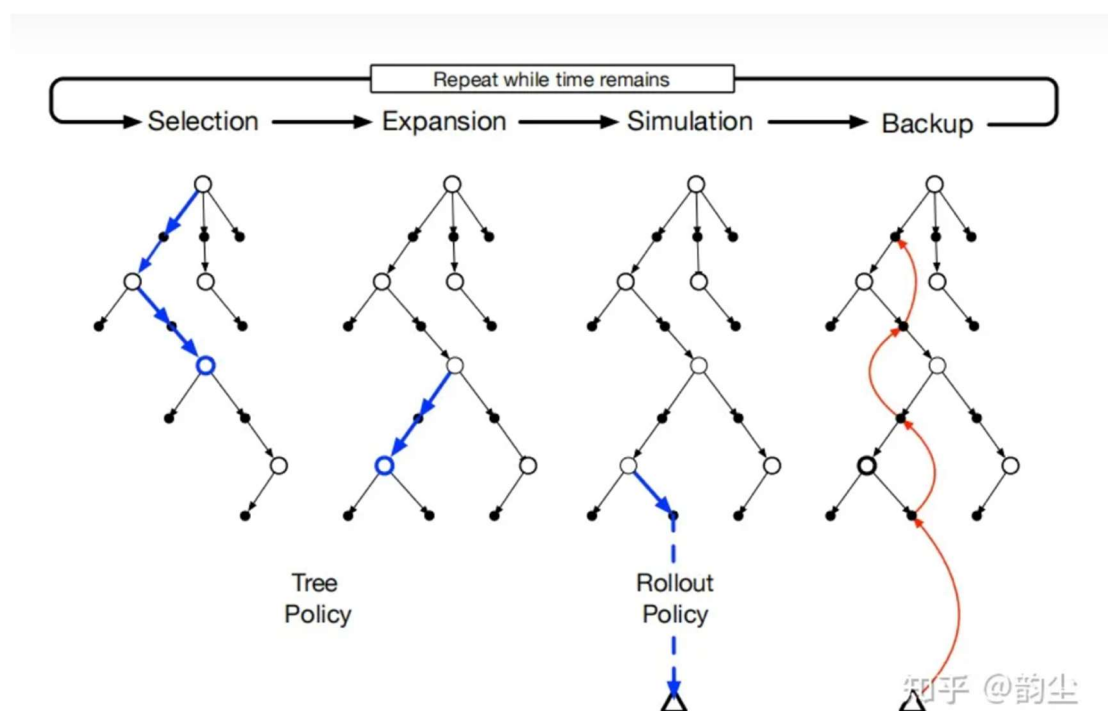 Repeat while time remains
Selection
Expansion
Simulation
Backup
Tree
Policy
Rollout
Policy
知乎 @韵尘